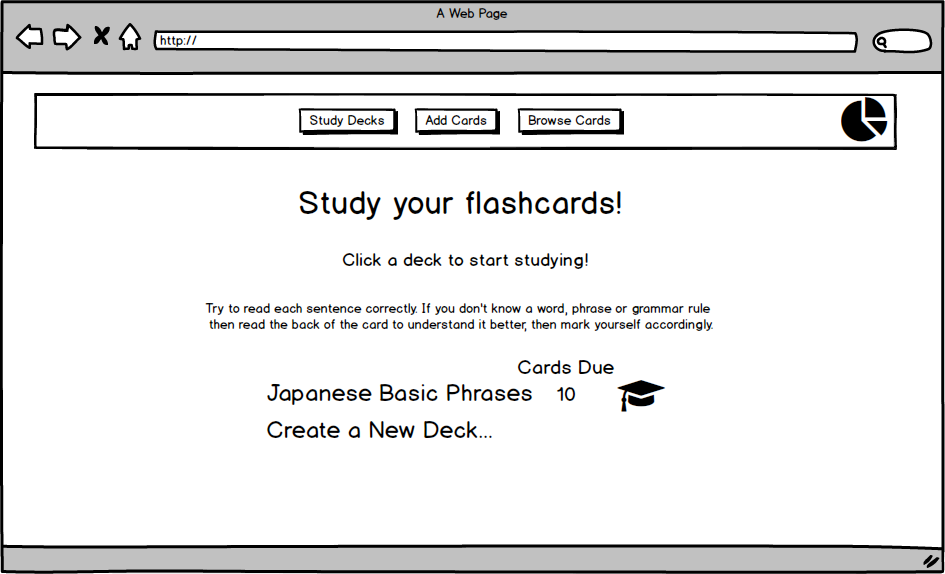 A Web Page
http://
Study Decks
Add Cards
Browse Cards
Study your flashcards!
Click a deck to start studying!
Try to read each sentence correctly. If you don't know a word, phrase or grammar rule
then read the back of the card to understand it better, then mark yourself accordingly.
Cards Due
Japanese Basic Phrases 10
Create a New Deck...